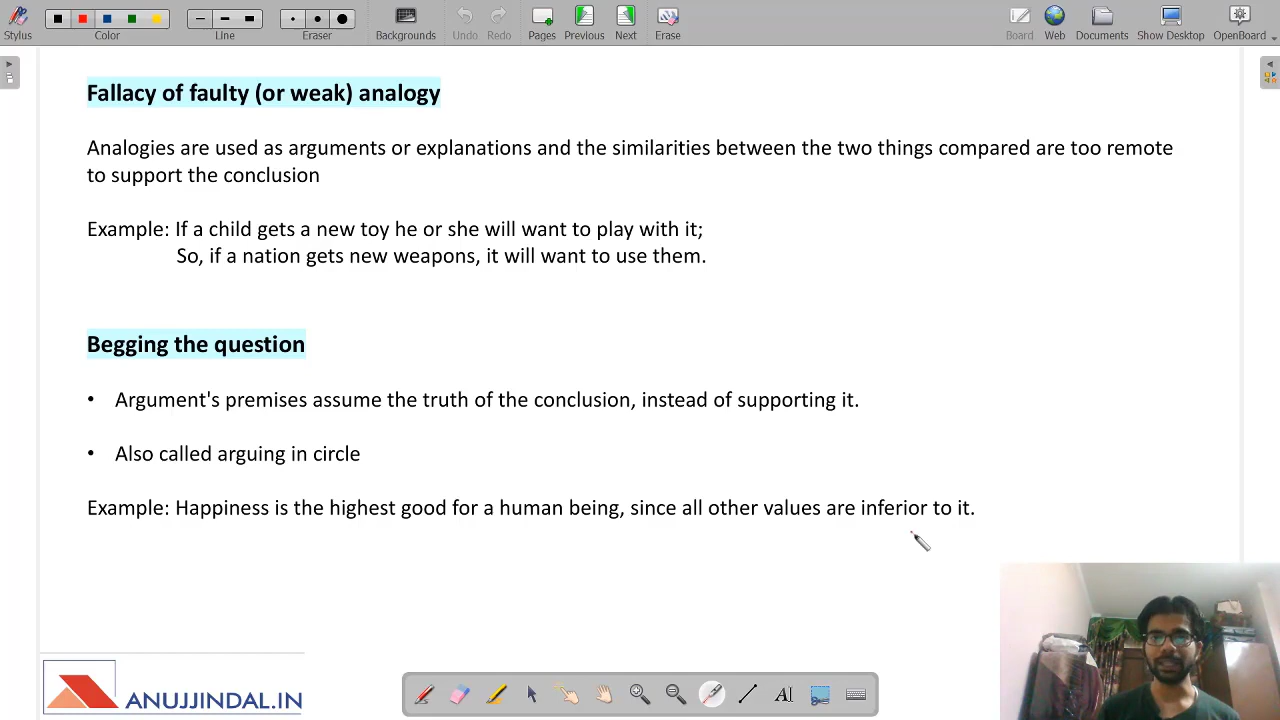 Stylus
Color
Line
Eraser
Backgrounds
Undo
Redo
Pages
Previous
Next
Erase
Board
Web
Documents
Show Desktop
OpenBoard
Fallacy of faulty (or weak) analogy
Analogies are used as arguments or explanations and the similarities between the two things compared are too remote
to support the conclusion
Example: If a child gets a new toy he or she will want to play with it;
So, if a nation gets new weapons, it will want to use them.
Begging the question
• Argument's premises assume the truth of the conclusion, instead of supporting it.
• Also called arguing in circle
Example: Happiness is the highest good for a human being, since all other values are inferior to it.
ANUJJINDAL.IN
AI